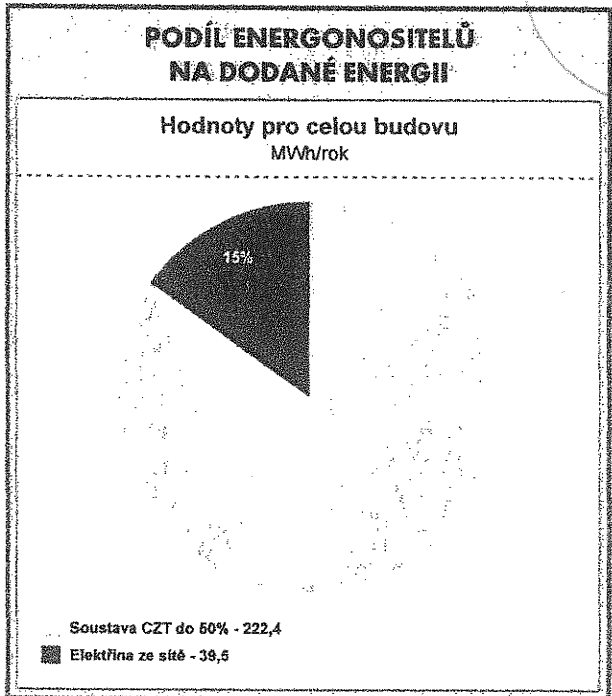 PODÍL ENERGONOSITELŮ
NA DODANÉ ENERGII
Hodnoty pro celou budovu
MWh/rok
15%
Soustava CZT do 50% - 222,4
Elektřina ze sítě - 39,5